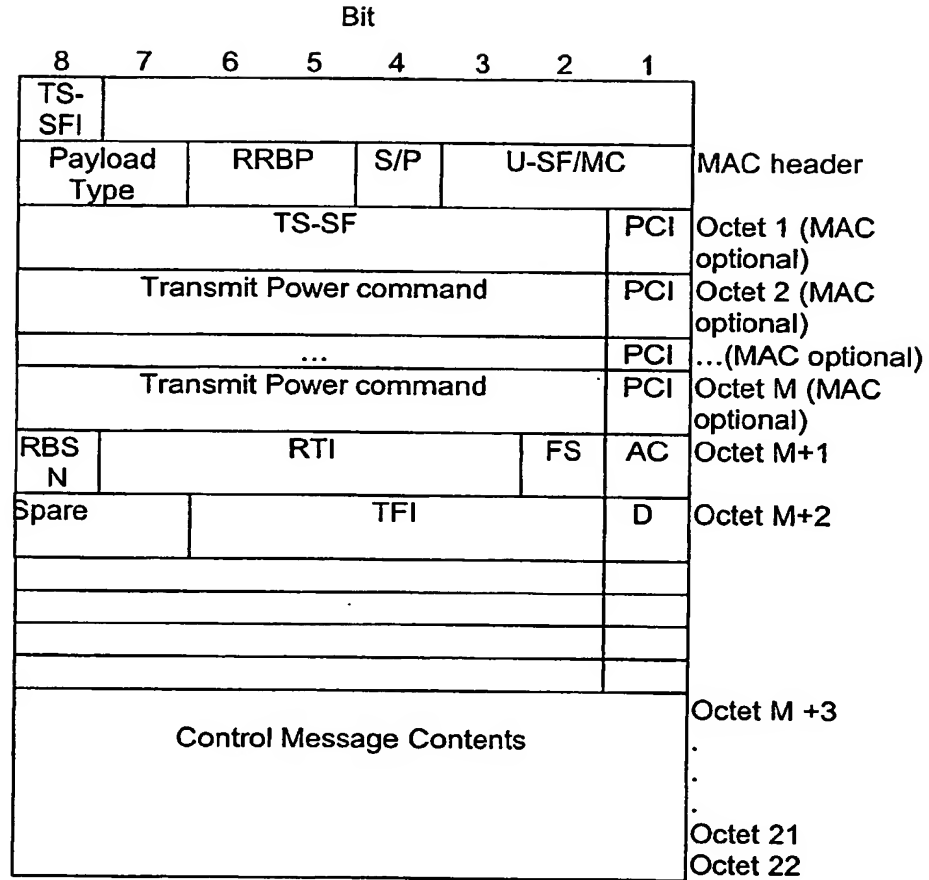 Bit
8 7 6 5 4 3 2 1
TS-
SFI
Payload RRBP S/P U-SF/MC MAC header
Type
TS-SF PCI Octet 1 (MAC
optional)
Transmit Power command PCI Octet 2 (MAC
optional)
... PCI ...(MAC optional)
Transmit Power command PCI Octet M (MAC
optional)
RBS RTI FS AC Octet M+1
N
Spare TFI D Octet M+2
Octet M +3
Control Message Contents
.
.
.
Octet 21
Octet 22